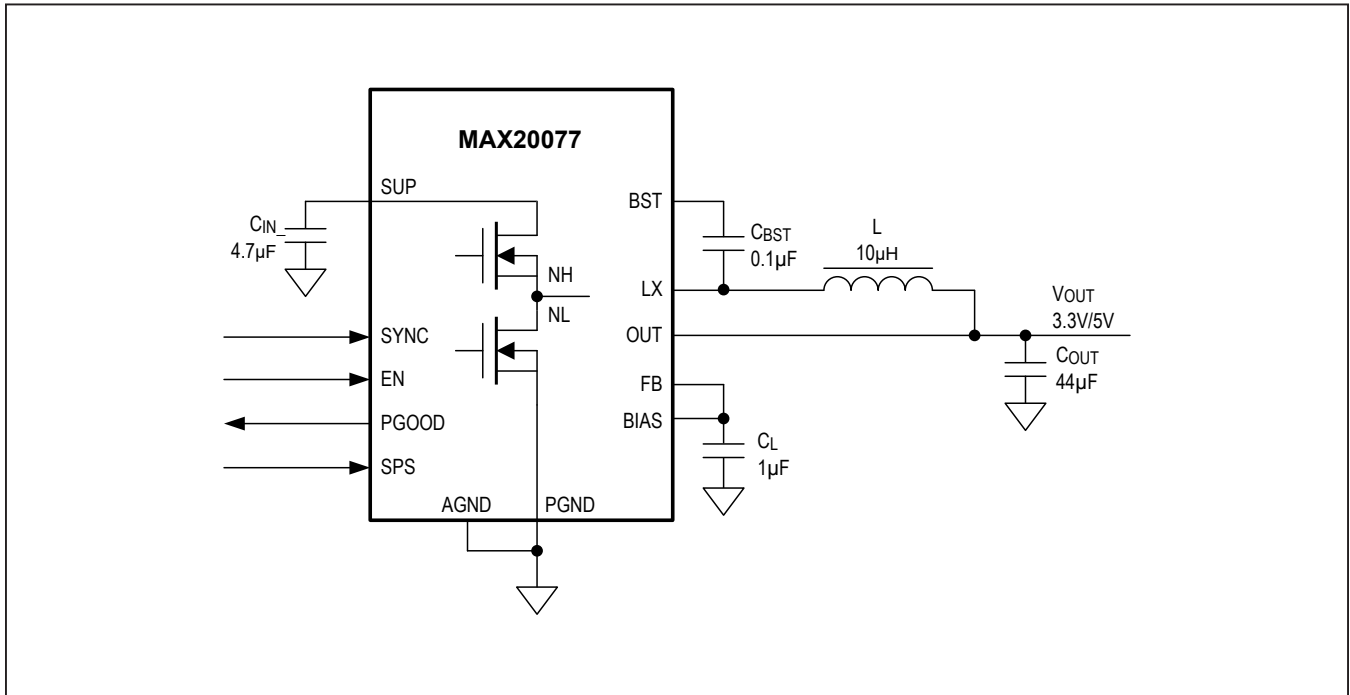 MAX20077
SUP
BST
CIN_
4.7µF
CBST
0.1µF
L
10µH
NH
LX
NL
VOUT
3.3V/5V
SYNC
OUT
COUT
44µF
EN
FB
PGOOD
BIAS
CL
1µF
SPS
AGND
PGND